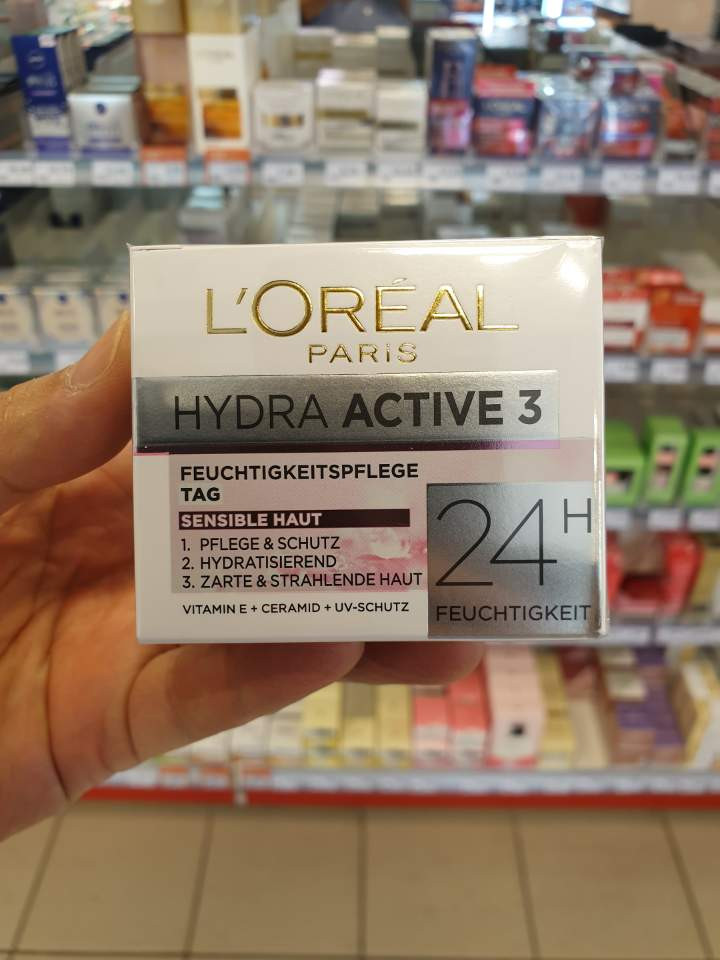 L'ORÉAL
PARIS
HYDRA ACTIVE 3
FEUCHTIGKEITSPFLEGE
TAG
SENSIBLE HAUT
1. PFLEGE & SCHUTZ
2. HYDRATISIEREND
3. ZARTE & STRAHLENDE HAUT
VITAMIN E + CERAMID + UV-SCHUTZ
24H
FEUCHTIGKEIT